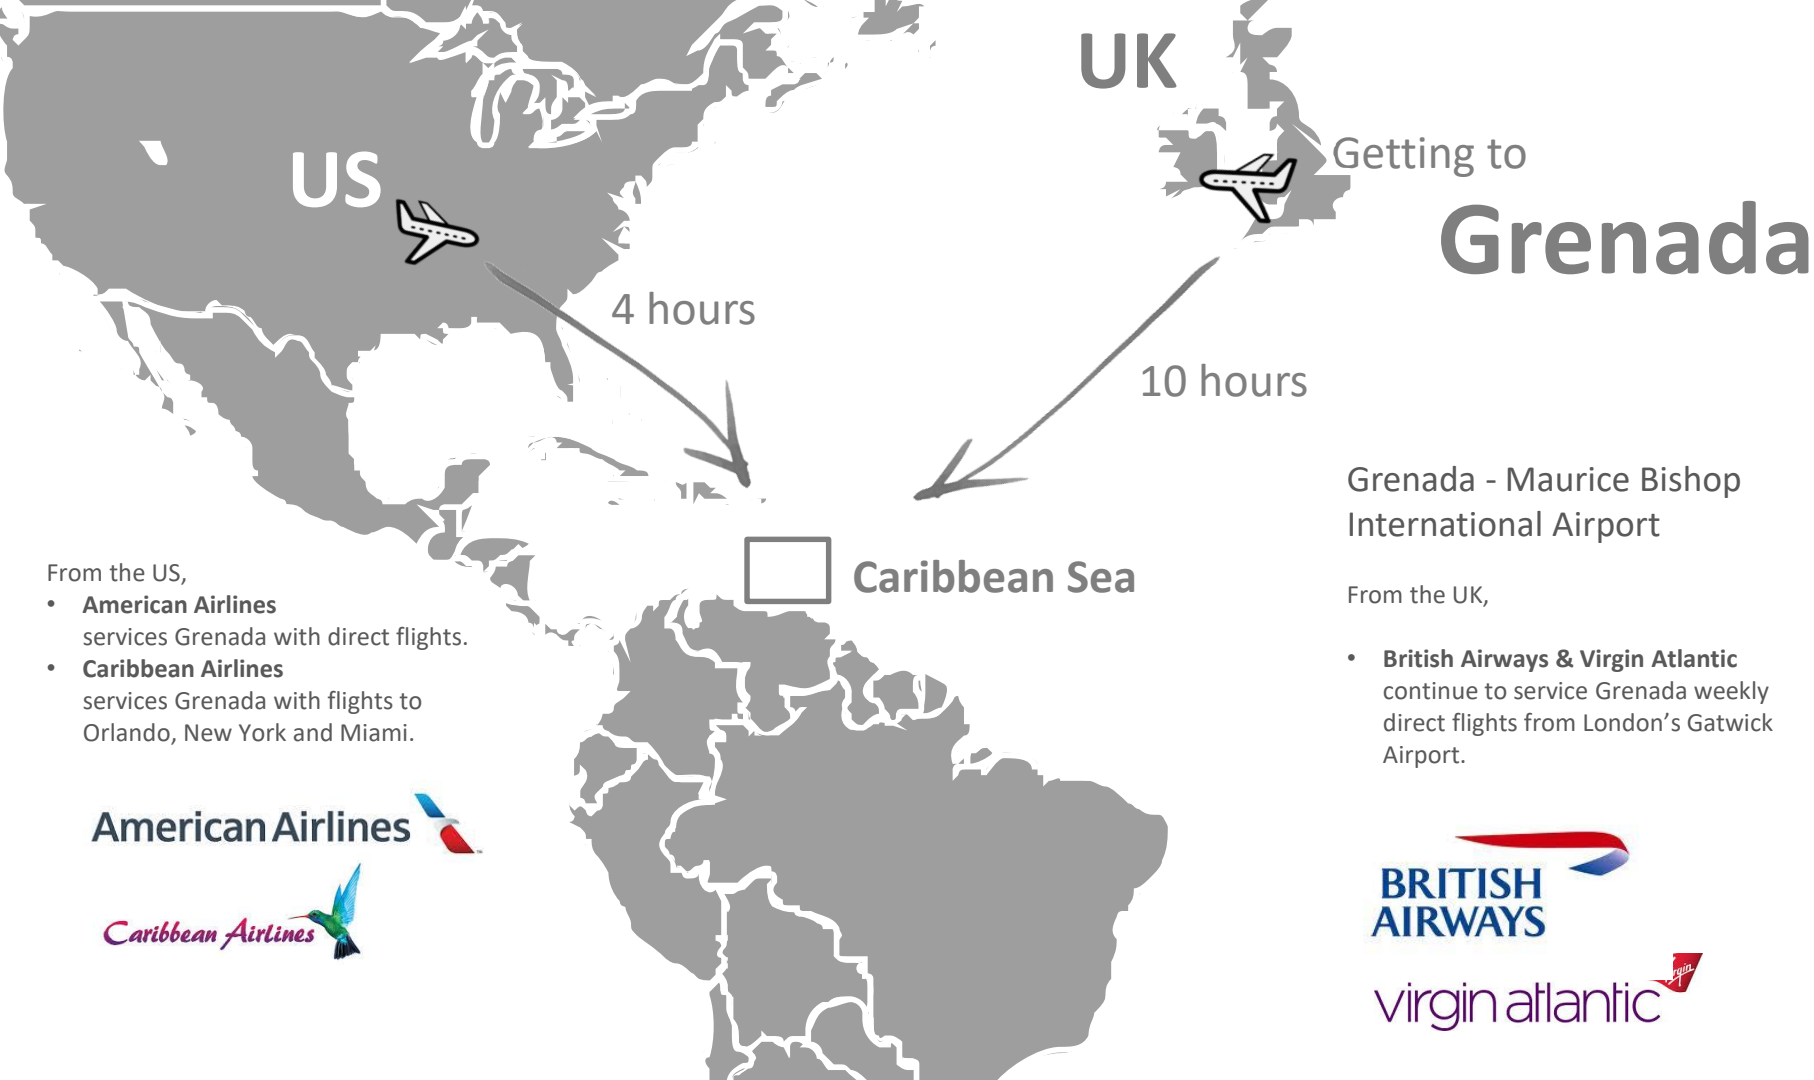 UK
US
Getting to
Grenada
4 hours
10 hours
Caribbean Sea
From the US,
• American Airlines
services Grenada with direct flights.
• Caribbean Airlines
services Grenada with flights to
Orlando, New York and Miami.
American Airlines
Caribbean Airlines
Grenada - Maurice Bishop
International Airport
From the UK,
• British Airways & Virgin Atlantic
continue to service Grenada weekly
direct flights from London’s Gatwick
Airport.
BRITISH
AIRWAYS
virgin atlantic